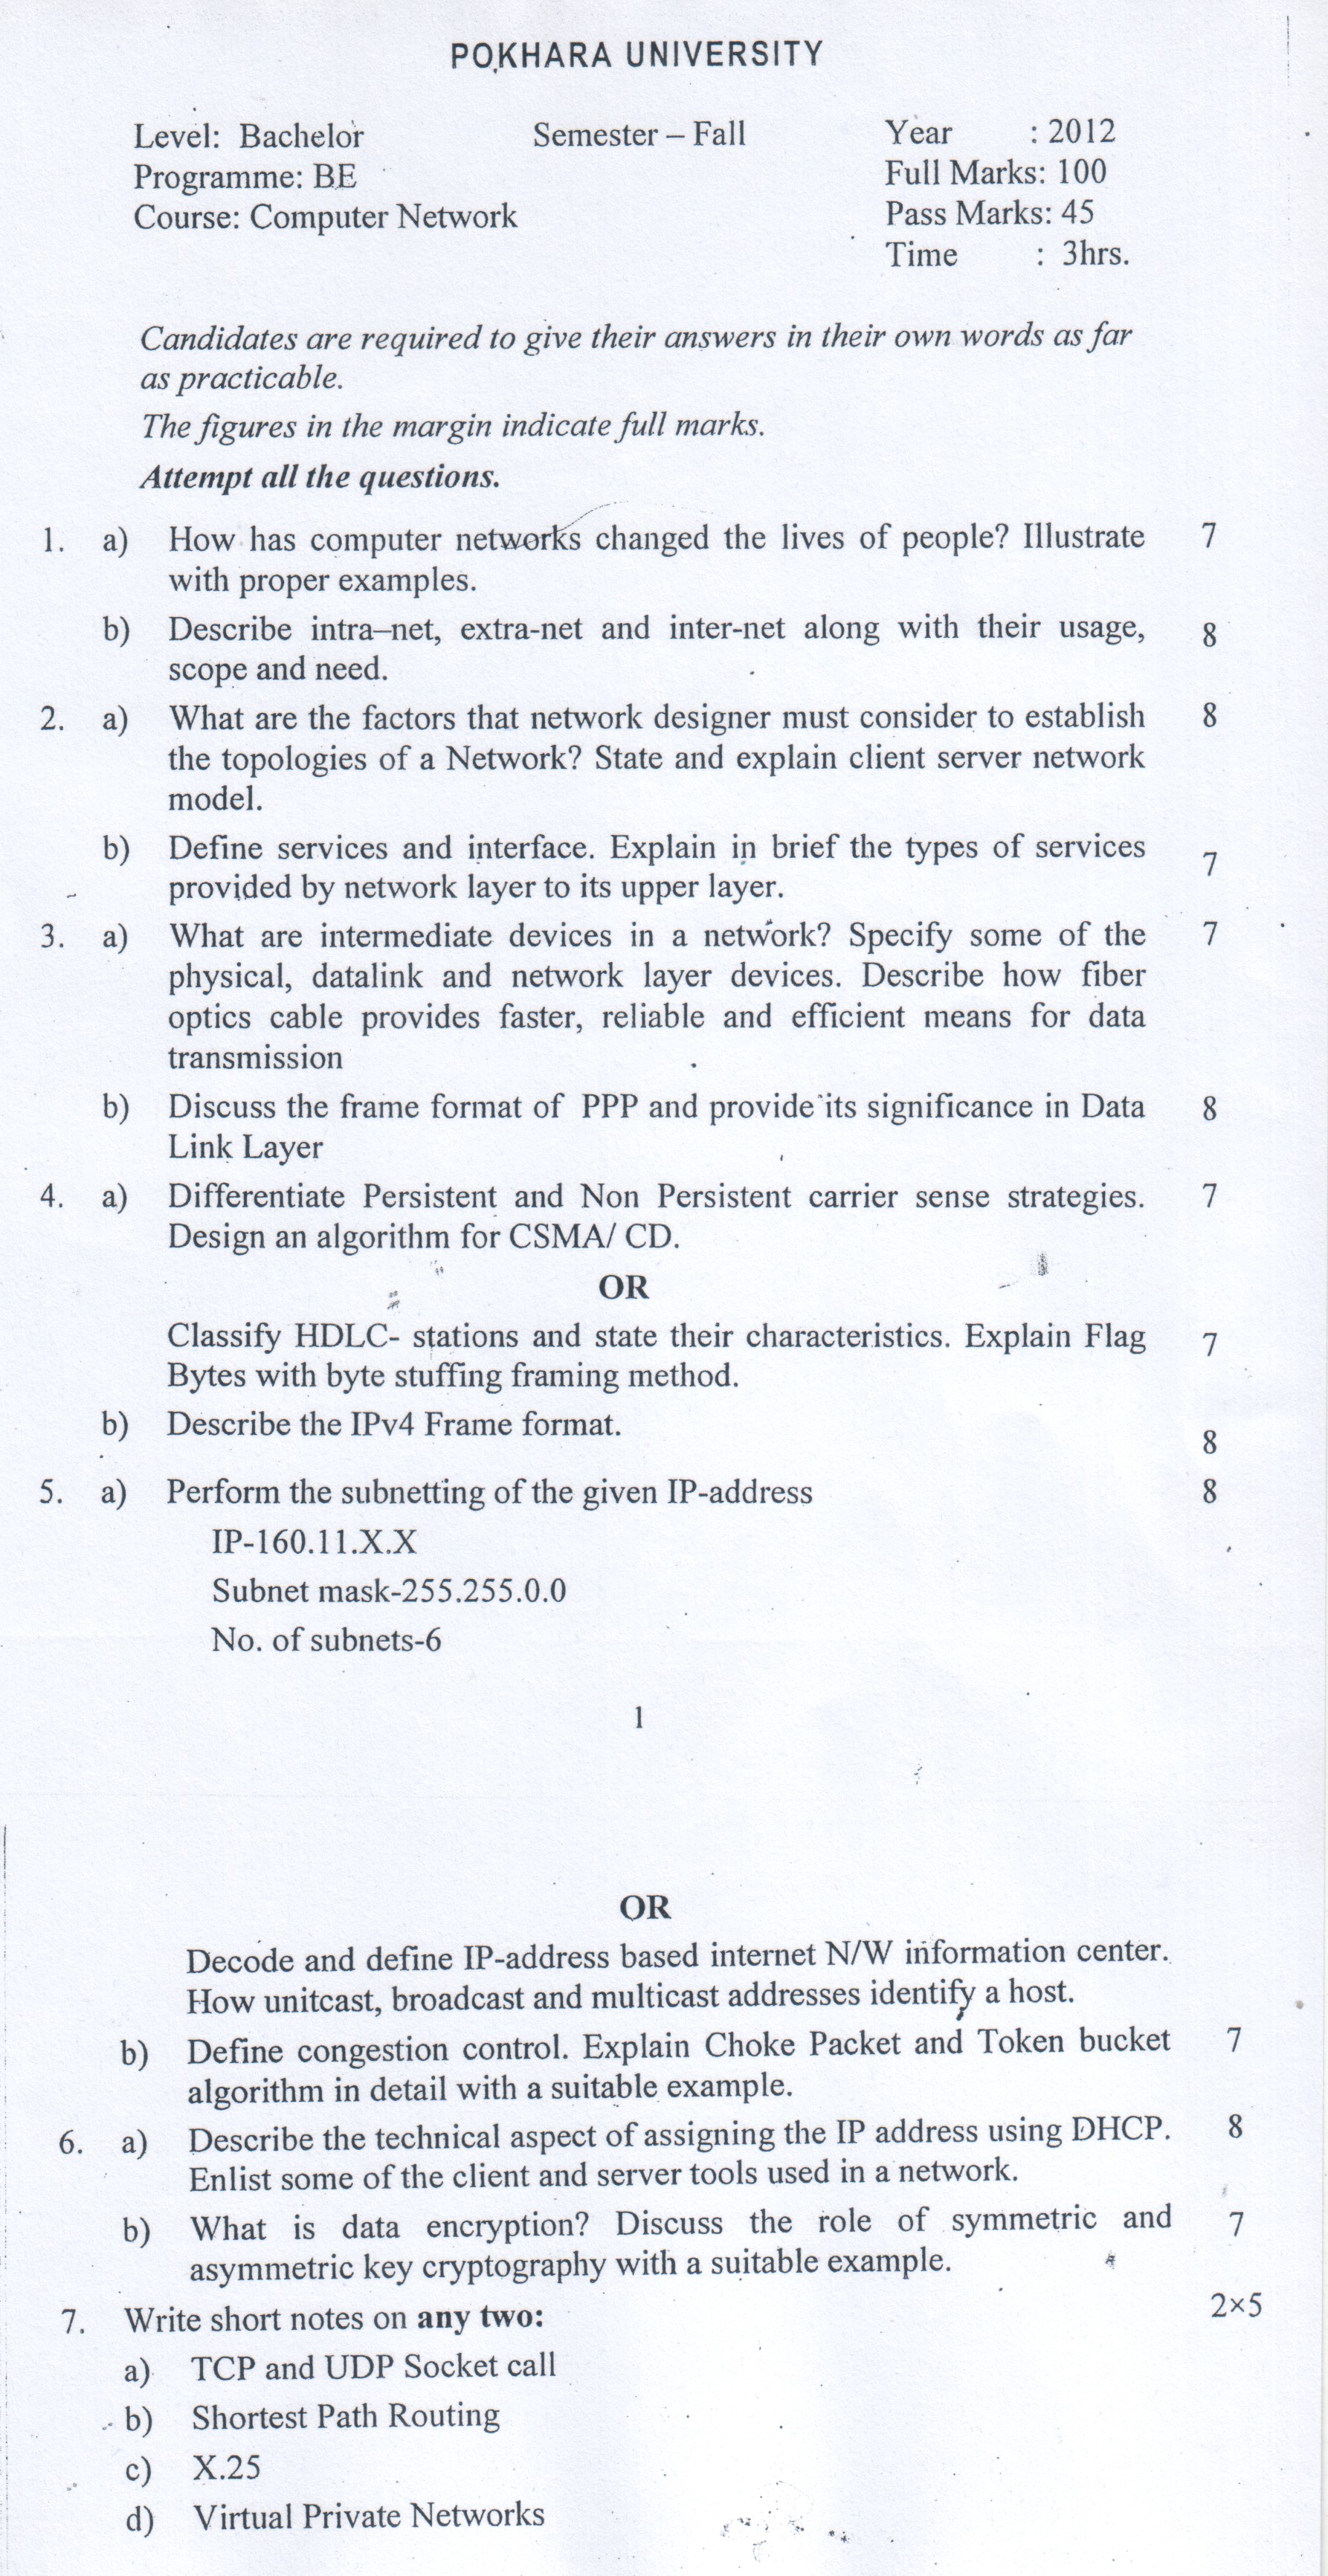 POKHARA UNIVERSITY
Level: Bachelor Semester – Fall Year : 2012
Programme: BE Full Marks: 100
Course: Computer Network Pass Marks: 45
Time : 3hrs.
Candidates are required to give their answers in their own words as far
as practicable.
The figures in the margin indicate full marks.
Attempt all the questions.
1. a) How has computer networks changed the lives of people? Illustrate 7
with proper examples.
b) Describe intra–net, extra-net and inter-net along with their usage, 8
scope and need.
2. a) What are the factors that network designer must consider to establish 8
the topologies of a Network? State and explain client server network
model.
b) Define services and interface. Explain in brief the types of services 7
provided by network layer to its upper layer.
3. a) What are intermediate devices in a network? Specify some of the 7
physical, datalink and network layer devices. Describe how fiber
optics cable provides faster, reliable and efficient means for data
transmission
b) Discuss the frame format of PPP and provide its significance in Data 8
Link Layer
4. a) Differentiate Persistent and Non Persistent carrier sense strategies. 7
Design an algorithm for CSMA/ CD.
OR
Classify HDLC- stations and state their characteristics. Explain Flag 7
Bytes with byte stuffing framing method.
b) Describe the IPv4 Frame format. 8
5. a) Perform the subnetting of the given IP-address 8
IP-160.11.X.X
Subnet mask-255.255.0.0
No. of subnets-6
1
OR
Decode and define IP-address based internet N/W information center.
How unitcast, broadcast and multicast addresses identify a host.
b) Define congestion control. Explain Choke Packet and Token bucket 7
algorithm in detail with a suitable example.
6. a) Describe the technical aspect of assigning the IP address using DHCP. 8
Enlist some of the client and server tools used in a network.
b) What is data encryption? Discuss the role of symmetric and 7
asymmetric key cryptography with a suitable example.
7. Write short notes on any two: 2×5
a) TCP and UDP Socket call
b) Shortest Path Routing
c) X.25
d) Virtual Private Networks